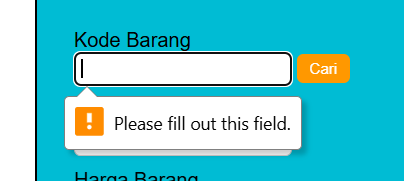 Kode Barang
Cari
Please fill out this field.
Harga Barang